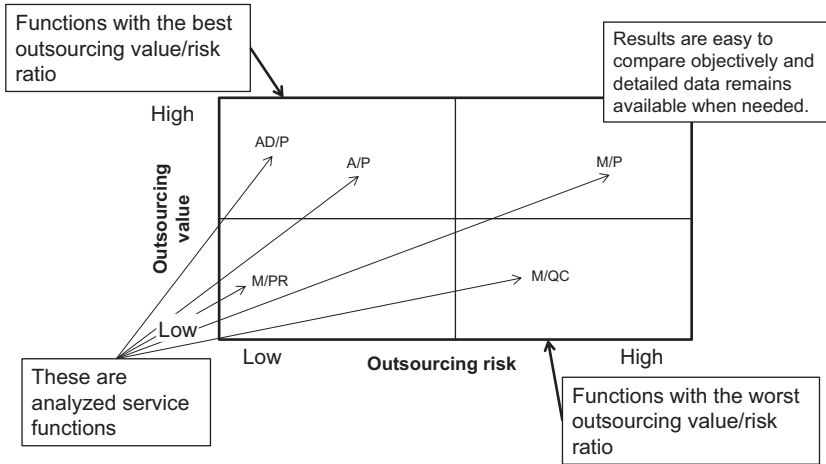 Functions with the best
outsourcing value/risk
ratio
Results are easy to
compare objectively and
detailed data remains
available when needed.
High
AD/P
A/P
M/P
Outsourcing
value
M/PR
M/QC
Low
Low
Outsourcing risk
High
These are
analyzed service
functions
Functions with the worst
outsourcing value/risk
ratio